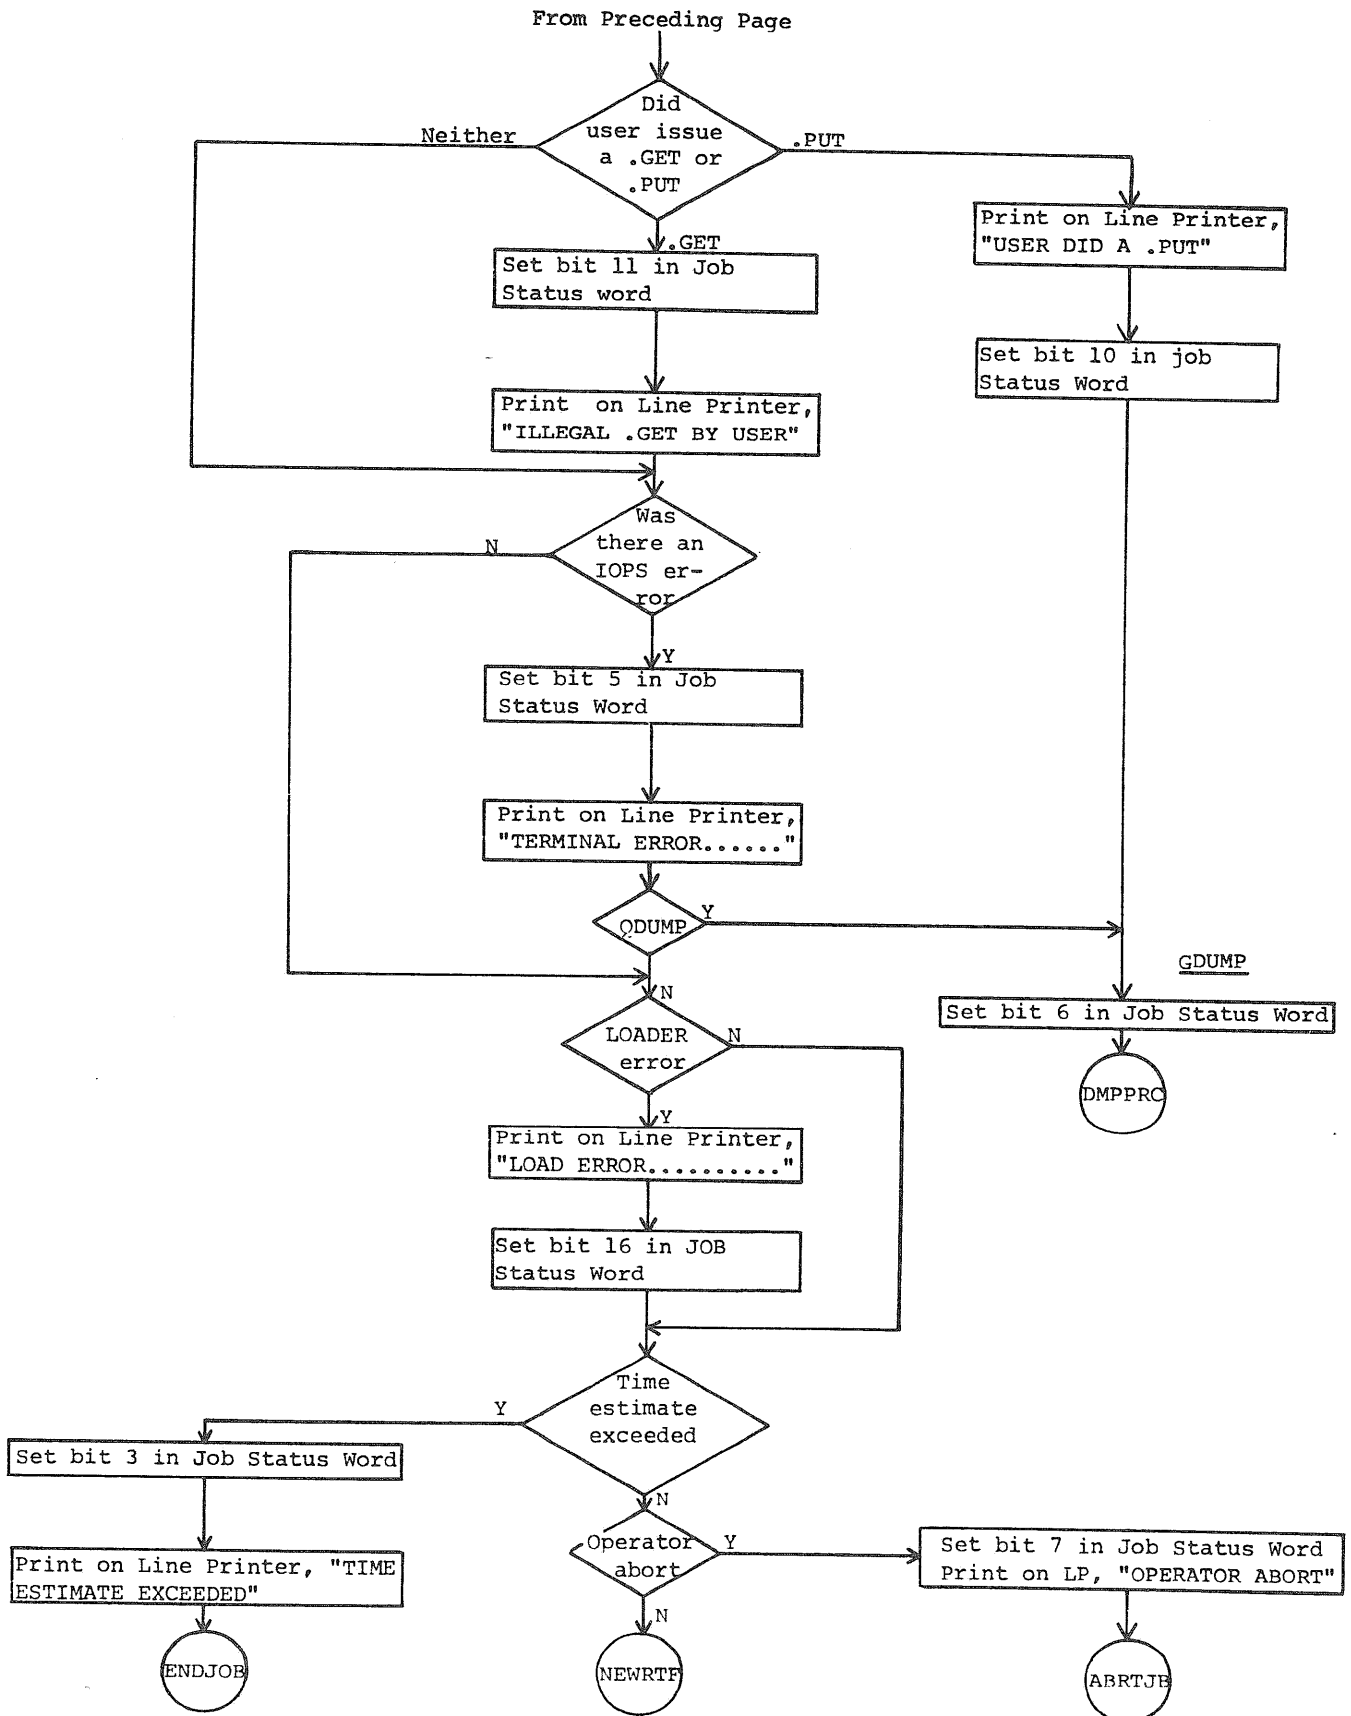 From Preceding Page
Did
user issue
a .GET or
.PUT
Neither
.PUT
.GET
Print on Line Printer,
"USER DID A .PUT"
Set bit 11 in Job
Status word
Set bit 10 in job
Status Word
Print on Line Printer,
"ILLEGAL .GET BY USER"
Was
there an
IOPS er-
ror
N
Y
Set bit 5 in Job
Status Word
Print on Line Printer,
"TERMINAL ERROR......"
QDUMP
Y
N
GDUMP
Set bit 6 in Job Status Word
DMPPRC
LOADER
error
N
Y
Print on Line Printer,
"LOAD ERROR.........."
Set bit 16 in JOB
Status Word
Time
estimate
exceeded
Y
N
Set bit 3 in Job Status Word
Print on Line Printer, "TIME
ESTIMATE EXCEEDED"
ENDJOB
Operator
abort
Y
N
Set bit 7 in Job Status Word
Print on LP, "OPERATOR ABORT"
NEWRTF
ABRTJB